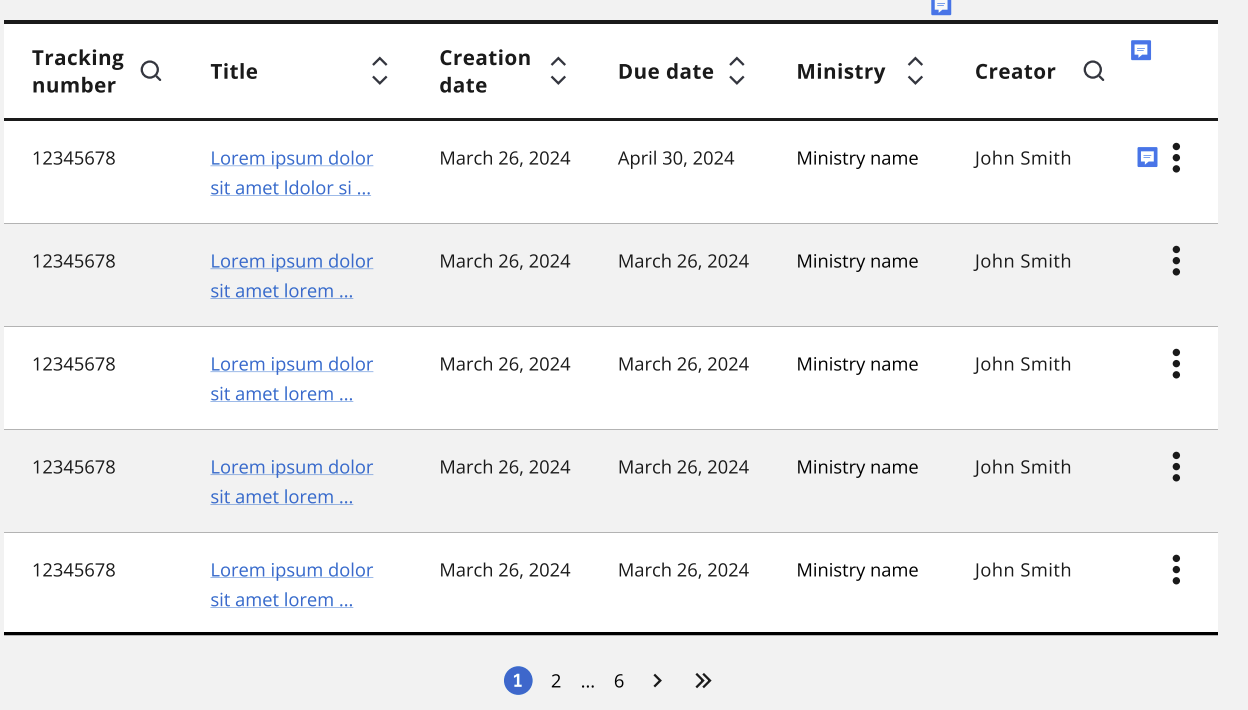 Tracking number Title Creation date Due date Ministry Creator
12345678 Lorem ipsum dolor March 26, 2024 April 30, 2024 Ministry name John Smith
sit amet ldolor si ...
12345678 Lorem ipsum dolor March 26, 2024 March 26, 2024 Ministry name John Smith
sit amet lorem ...
12345678 Lorem ipsum dolor March 26, 2024 March 26, 2024 Ministry name John Smith
sit amet lorem ...
12345678 Lorem ipsum dolor March 26, 2024 March 26, 2024 Ministry name John Smith
sit amet lorem ...
12345678 Lorem ipsum dolor March 26, 2024 March 26, 2024 Ministry name John Smith
sit amet lorem ...
1 2 ... 6